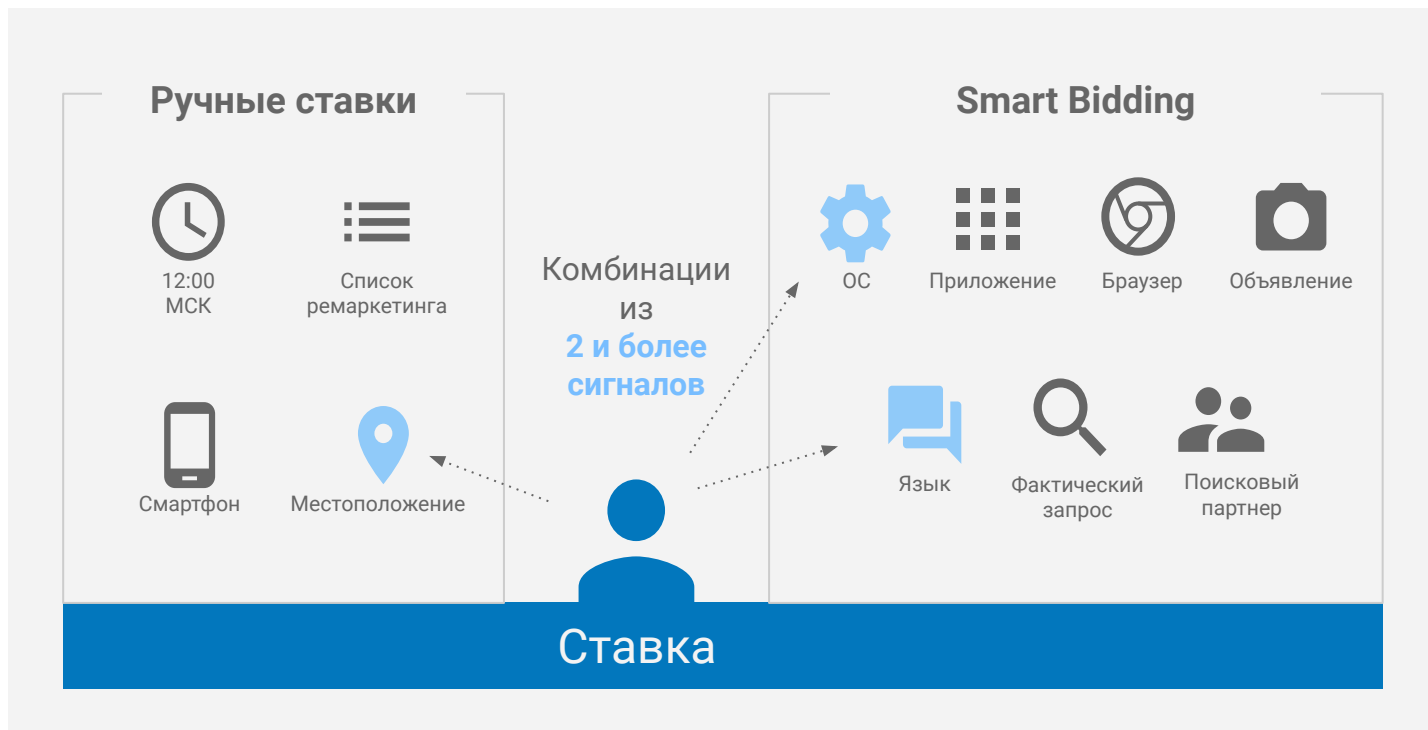 Ручные ставки
12:00
МСК
Список
ремаркетинга
Смартфон
Местоположение
Комбинации
из
2 и более
сигналов
Smart Bidding
ОС
Приложение
Браузер
Объявление
Язык
Фактический
запрос
Поисковый
партнер
Ставка